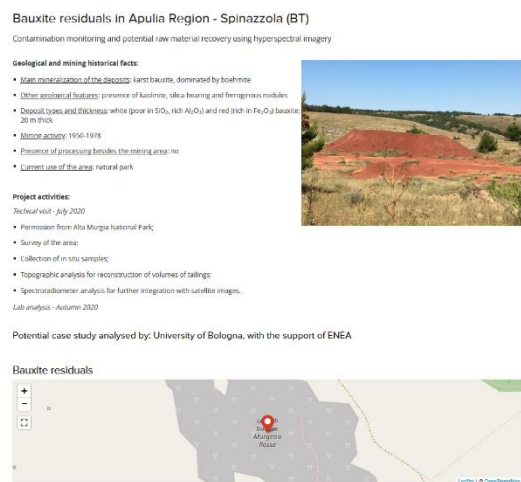 Bauxite residuals in Apulia Region - Spinazzola (BT)
Contamination monitoring and potential raw material recovery using hyperspectral imagery
Geological and mining historical facts:
▪ Main mineralization of the deposits: karst bauxite, dominated by boehmite
▪ Other geological features: presence of kaolinite, silica-bearing and ferroginous nodules
▪ Deposit types and thickness: white (poor in SiO₂, rich Al₂O₃) and red (rich in Fe₂O₃) bauxite;
20 m thick
▪ Mining activity: 1950-1978
▪ Presence of processing besides the mining area: no
▪ Current use of the area: natural park
Project activities:
Techical visit - July 2020
▪ Permission from Alta Murgia National Park;
▪ Survey of the area;
▪ Collection of in situ samples;
▪ Topographic analysis for reconstruction of volumes of tailings;
▪ Spectroradiometer analysis for further integration with satellite images.
Lab analysis - Autumn 2020
Potential case study analysed by: University of Bologna, with the support of ENEA
Bauxite residuals
+
−
Murgetta
Rossa
Leaflet | © OpenStreetMap